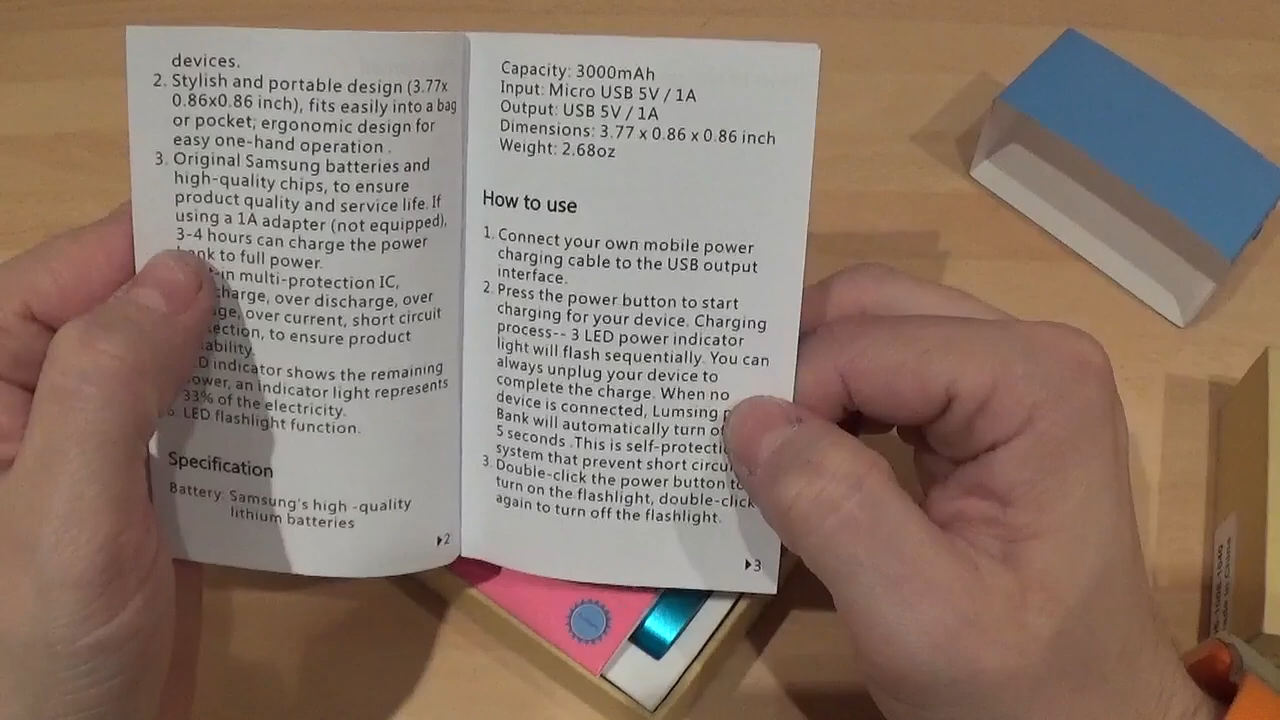 devices.
2. Stylish and portable design (3.77x
0.86x0.86 inch), fits easily into a bag
or pocket; ergonomic design for
easy one-hand operation .
3. Original Samsung batteries and
high-quality chips, to ensure
product quality and service life. If
using a 1A adapter (not equipped),
3-4 hours can charge the power
to full power.
multi-protection IC,
over discharge, over
over current, short circuit
to ensure product
indicator shows the remaining
an indicator light represents
33% of the electricity.
LED flashlight function.
Specification
Battery: Samsung's high -quality
lithium batteries
▶2
Capacity: 3000mAh
Input: Micro USB 5V / 1A
Output: USB 5V / 1A
Dimensions: 3.77 x 0.86 x 0.86 inch
Weight: 2.68oz
How to use
1. Connect your own mobile power
charging cable to the USB output
interface.
2. Press the power button to start
charging for your device. Charging
process-- 3 LED power indicator
light will flash sequentially. You can
always unplug your device to
complete the charge. When no
device is connected, Lumsing
Bank will automatically turn
5 seconds .This is self-protecti
system that prevent short circu
3. Double-click the power button to
turn on the flashlight, double-click
again to turn off the flashlight.
▶3